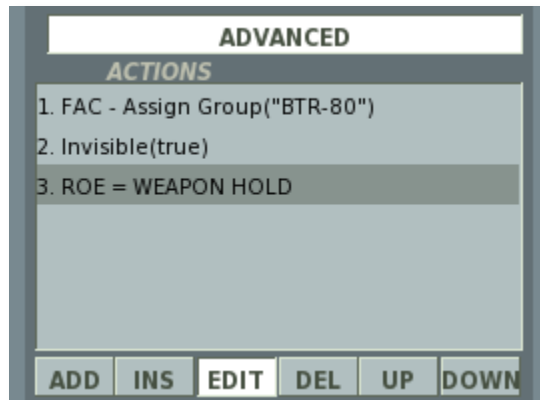 ADVANCED
ACTIONS
1. FAC - Assign Group("BTR-80")
2. Invisible(true)
3. ROE = WEAPON HOLD
ADD INS EDIT DEL UP DOWN